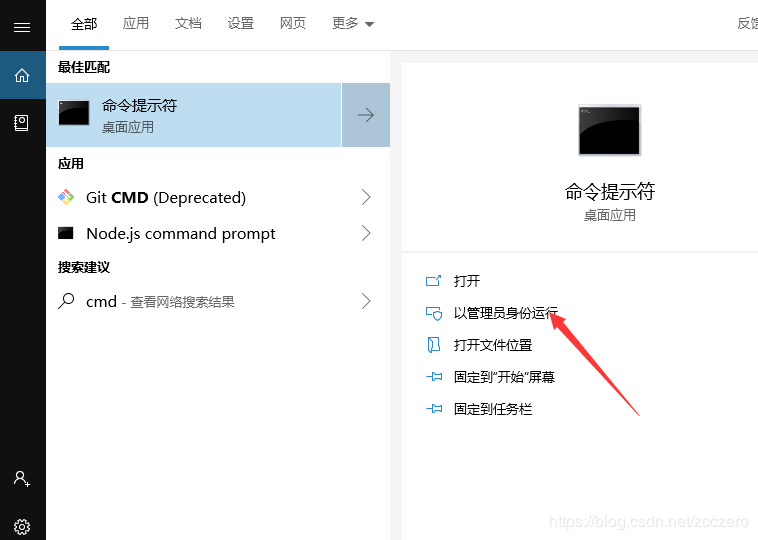 全部 应用 文档 设置 网页 更多
最佳匹配
命令提示符
桌面应用
应用
Git CMD (Deprecated)
Node.js command prompt
搜索建议
cmd - 查看网络搜索结果
命令提示符
桌面应用
打开
以管理员身份运行
打开文件位置
固定到"开始"屏幕
固定到任务栏
https://blog.csdn.net/zcczero